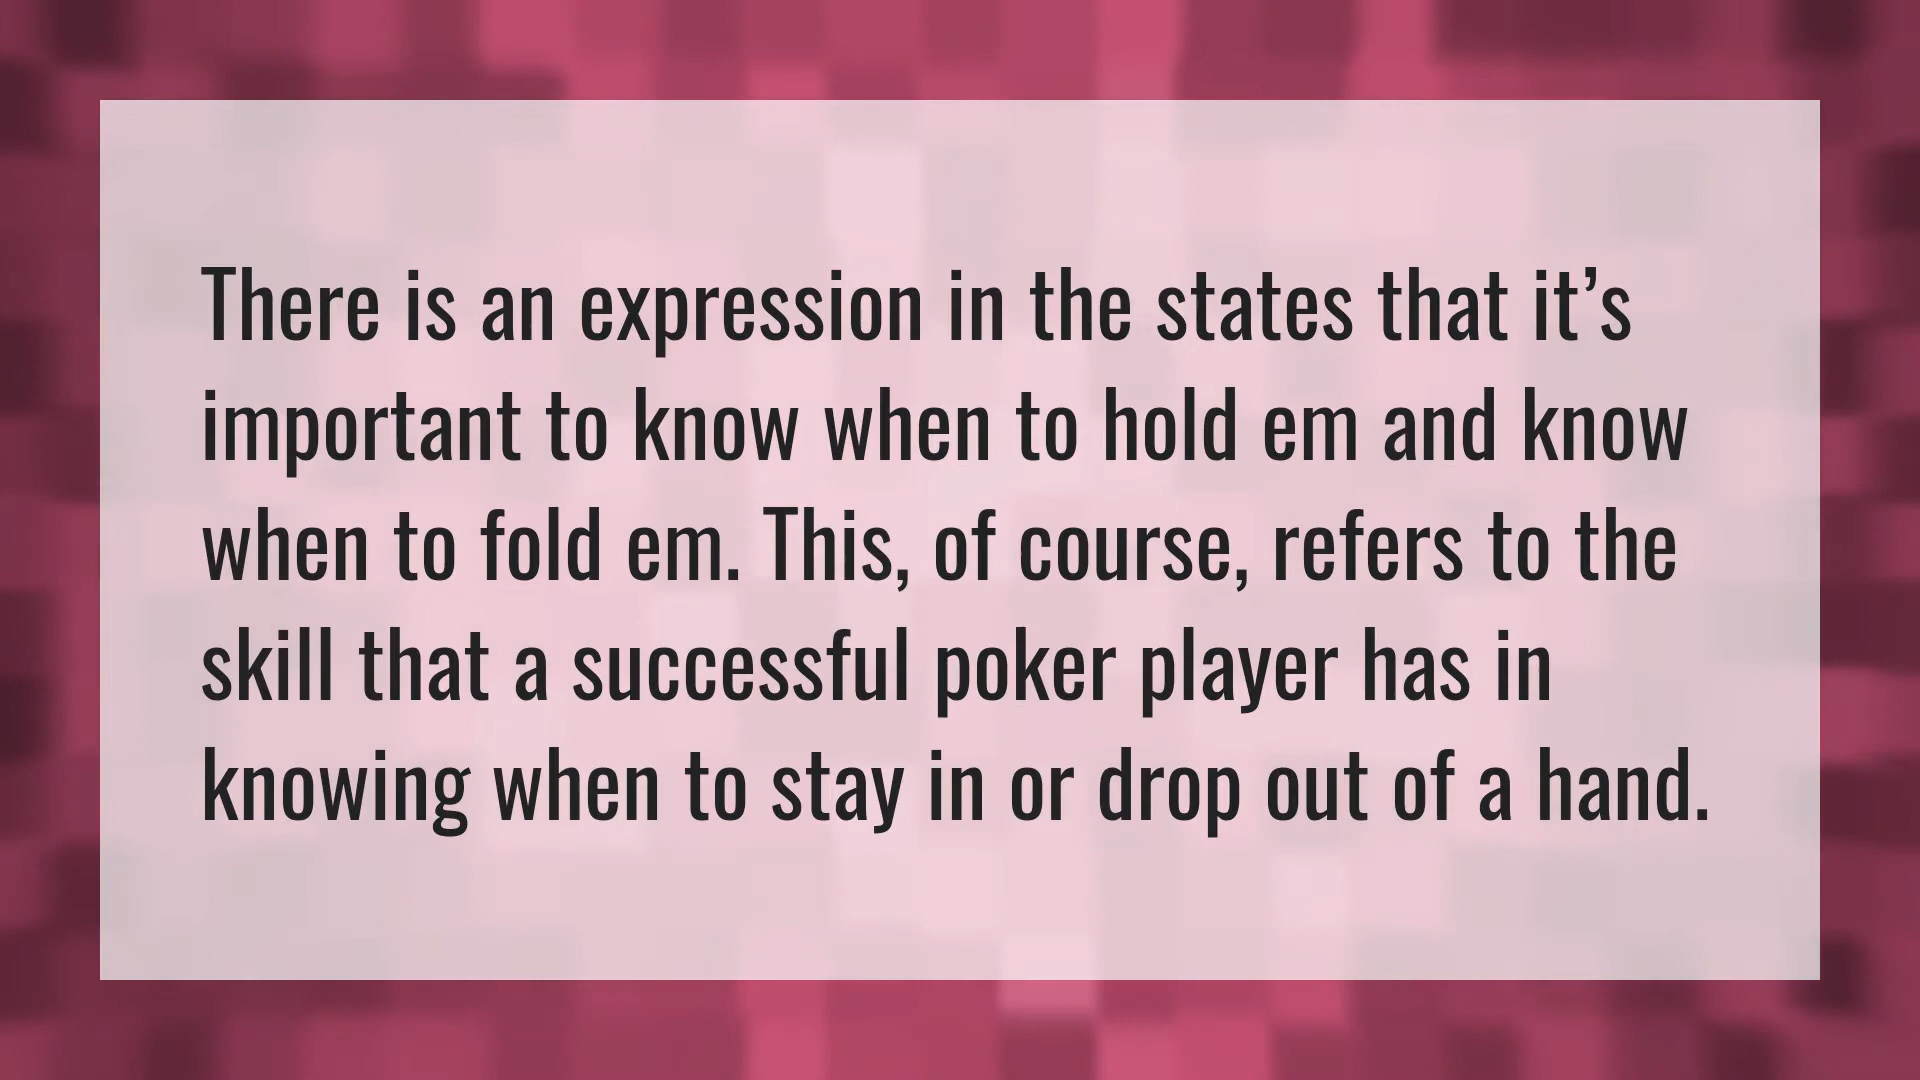 There is an expression in the states that it’s
important to know when to hold em and know
when to fold em. This, of course, refers to the
skill that a successful poker player has in
knowing when to stay in or drop out of a hand.